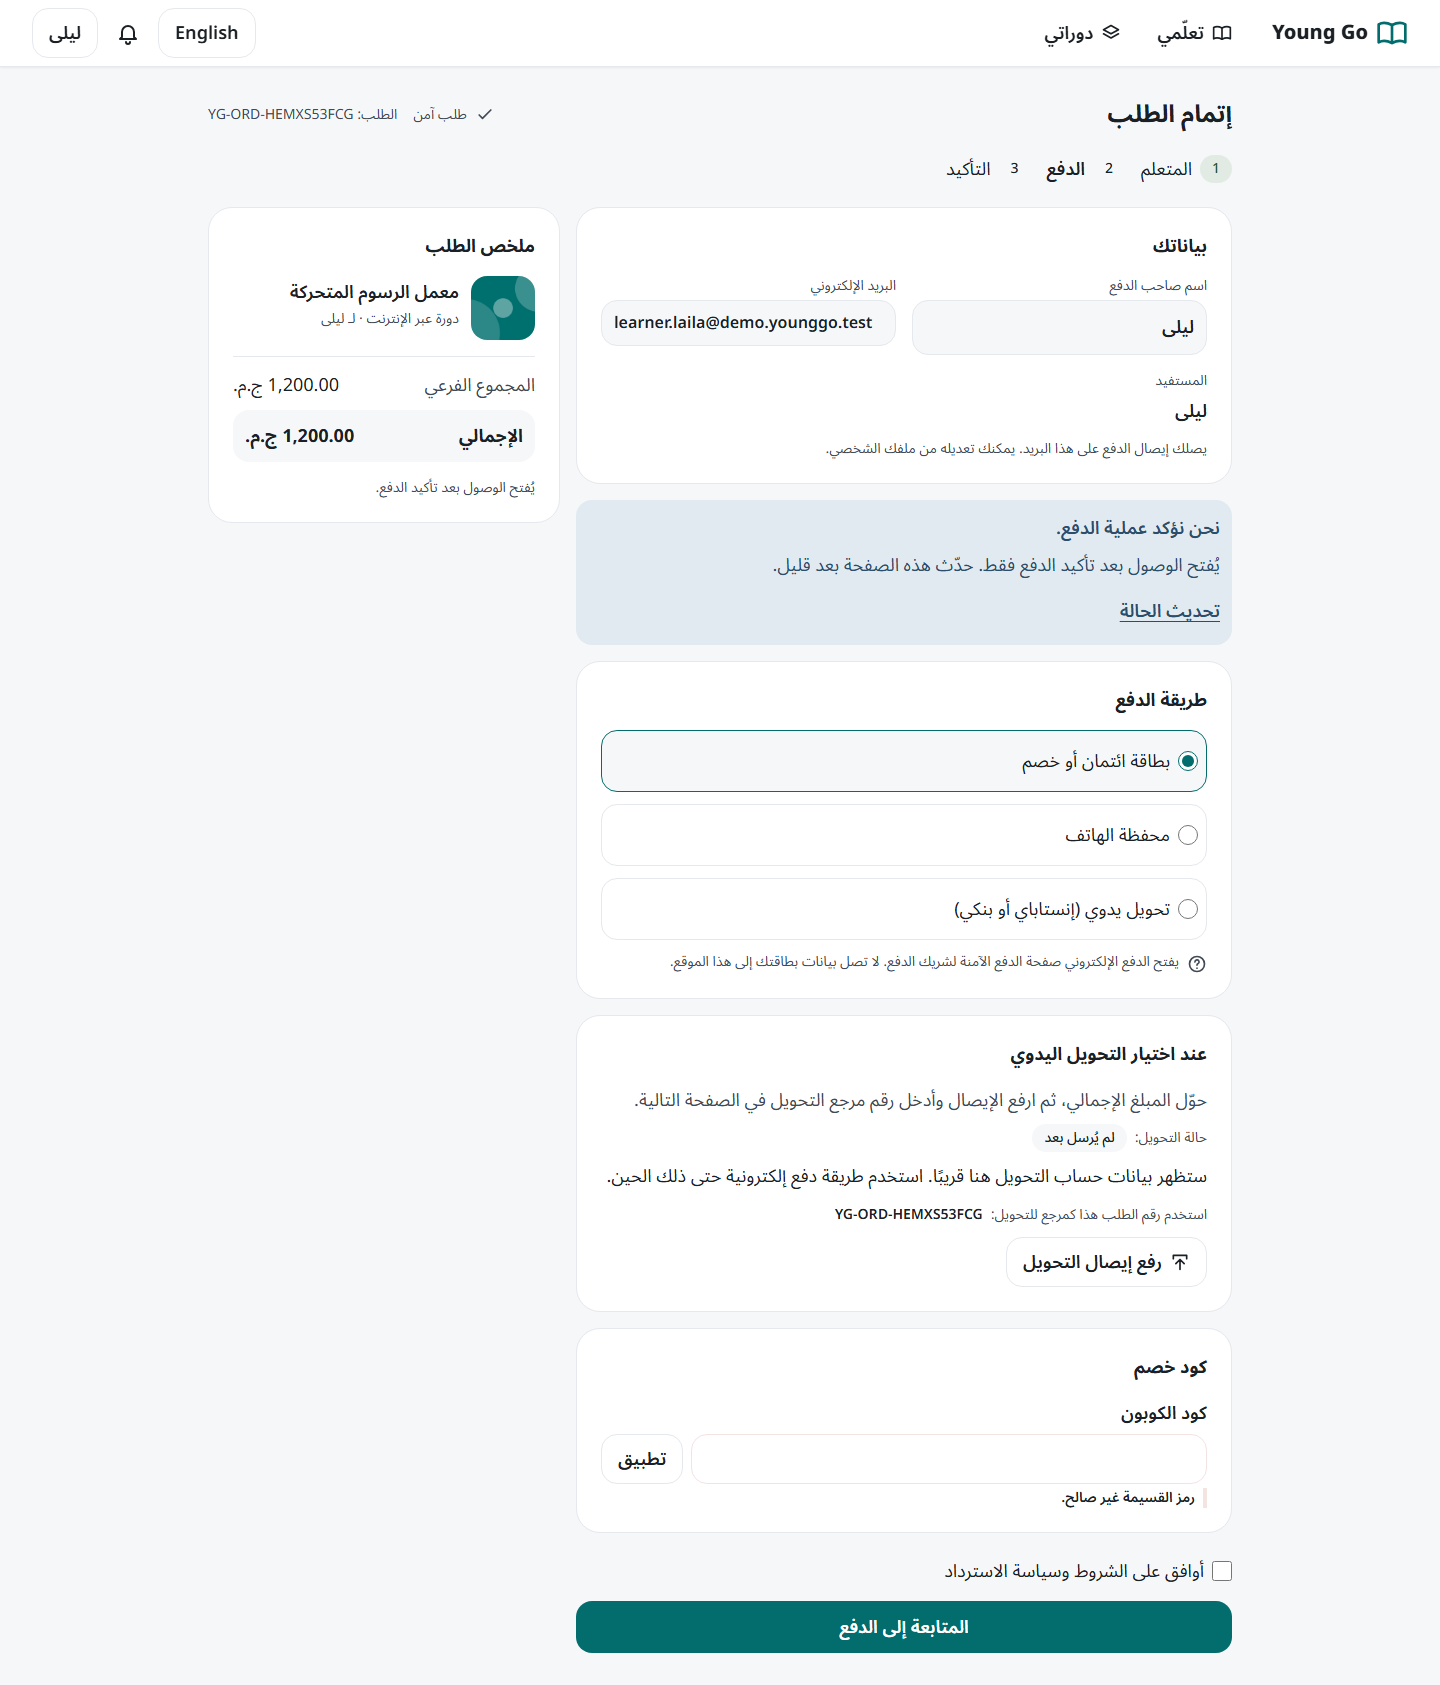 Young Go
تعلّمي
دوراتي
English
ليلى
إتمام الطلب
طلب آمن
الطلب: YG-ORD-HEMXS53FCG
1 المتعلم
2 الدفع
3 التأكيد
بياناتك
اسم صاحب الدفع
ليلى
البريد الإلكتروني
learner.laila@demo.younggo.test
المستفيد
ليلى
يصلك إيصال الدفع على هذا البريد. يمكنك تعديله من ملفك الشخصي.
ملخص الطلب
معمل الرسوم المتحركة
دورة عبر الإنترنت · لـ ليلى
المجموع الفرعي
1,200.00 ج.م.
الإجمالي
1,200.00 ج.م.
يُفتح الوصول بعد تأكيد الدفع.
نحن نؤكد عملية الدفع.
يُفتح الوصول بعد تأكيد الدفع فقط. حدّث هذه الصفحة بعد قليل.
تحديث الحالة
طريقة الدفع
بطاقة ائتمان أو خصم
محفظة الهاتف
تحويل يدوي (إنستاباي أو بنكي)
يفتح الدفع الإلكتروني صفحة الدفع الآمنة لشريك الدفع. لا تصل بيانات بطاقتك إلى هذا الموقع.
عند اختيار التحويل اليدوي
حوّل المبلغ الإجمالي، ثم ارفع الإيصال وأدخل رقم مرجع التحويل في الصفحة التالية.
حالة التحويل: لم يُرسل بعد
ستظهر بيانات حساب التحويل هنا قريبًا. استخدم طريقة دفع إلكترونية حتى ذلك الحين.
استخدم رقم الطلب هذا كمرجع للتحويل: YG-ORD-HEMXS53FCG
رفع إيصال التحويل
كود خصم
كود الكوبون
تطبيق
رمز القسيمة غير صالح.
أوافق على الشروط وسياسة الاسترداد
المتابعة إلى الدفع